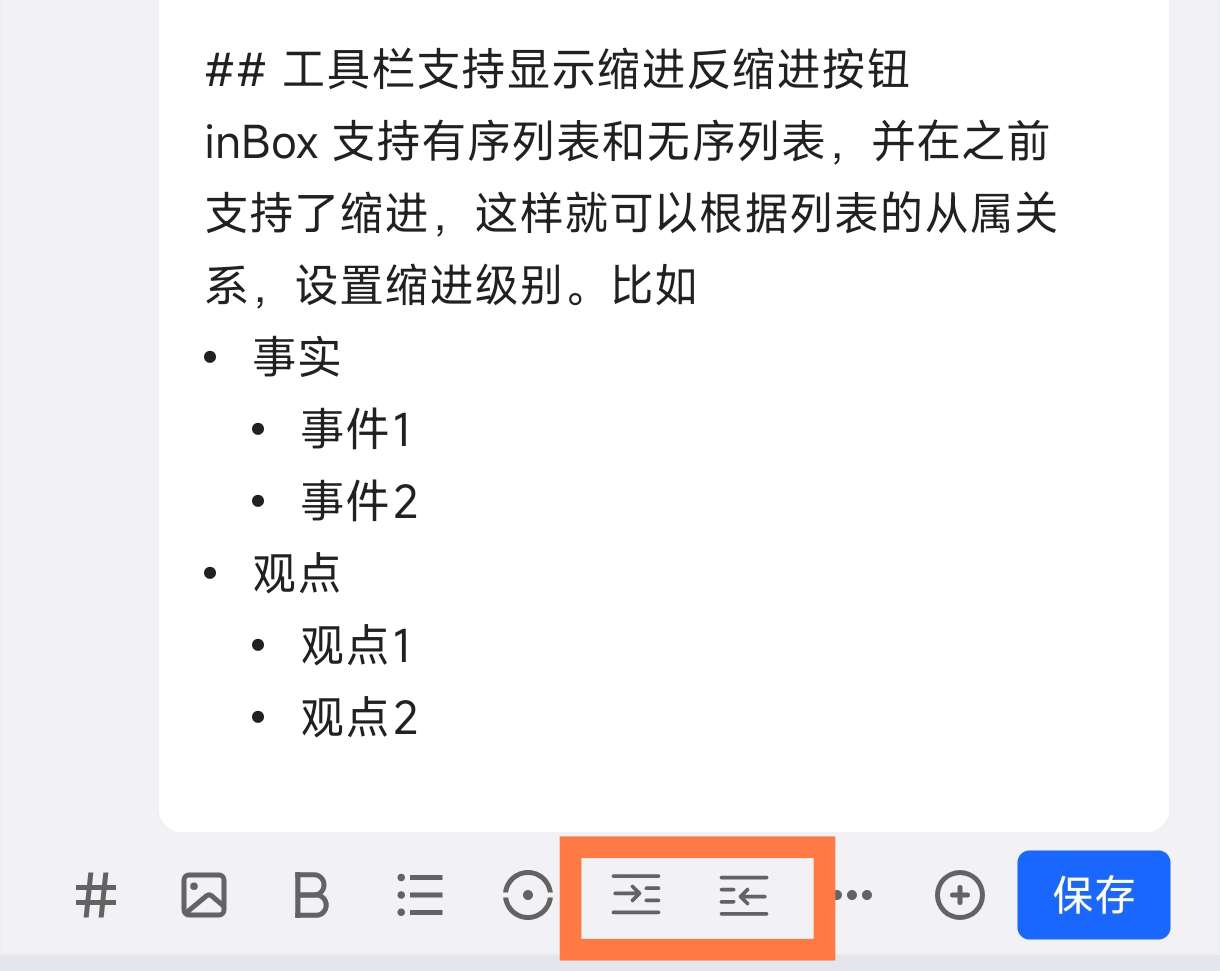 ## 工具栏支持显示缩进反缩进按钮
inBox 支持有序列表和无序列表，并在之前
支持了缩进，这样就可以根据列表的从属关
系，设置缩进级别。比如
• 事实
• 事件1
• 事件2
• 观点
• 观点1
• 观点2
保存